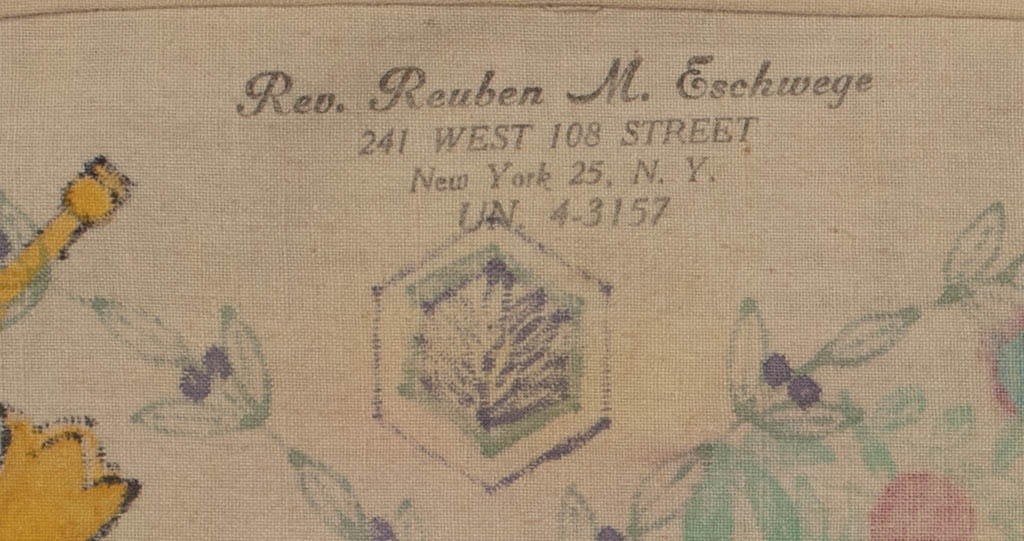 Rev. Reuben M. Eschwege
241 WEST 108 STREET
New York 25, N. Y.
UN. 4-3157